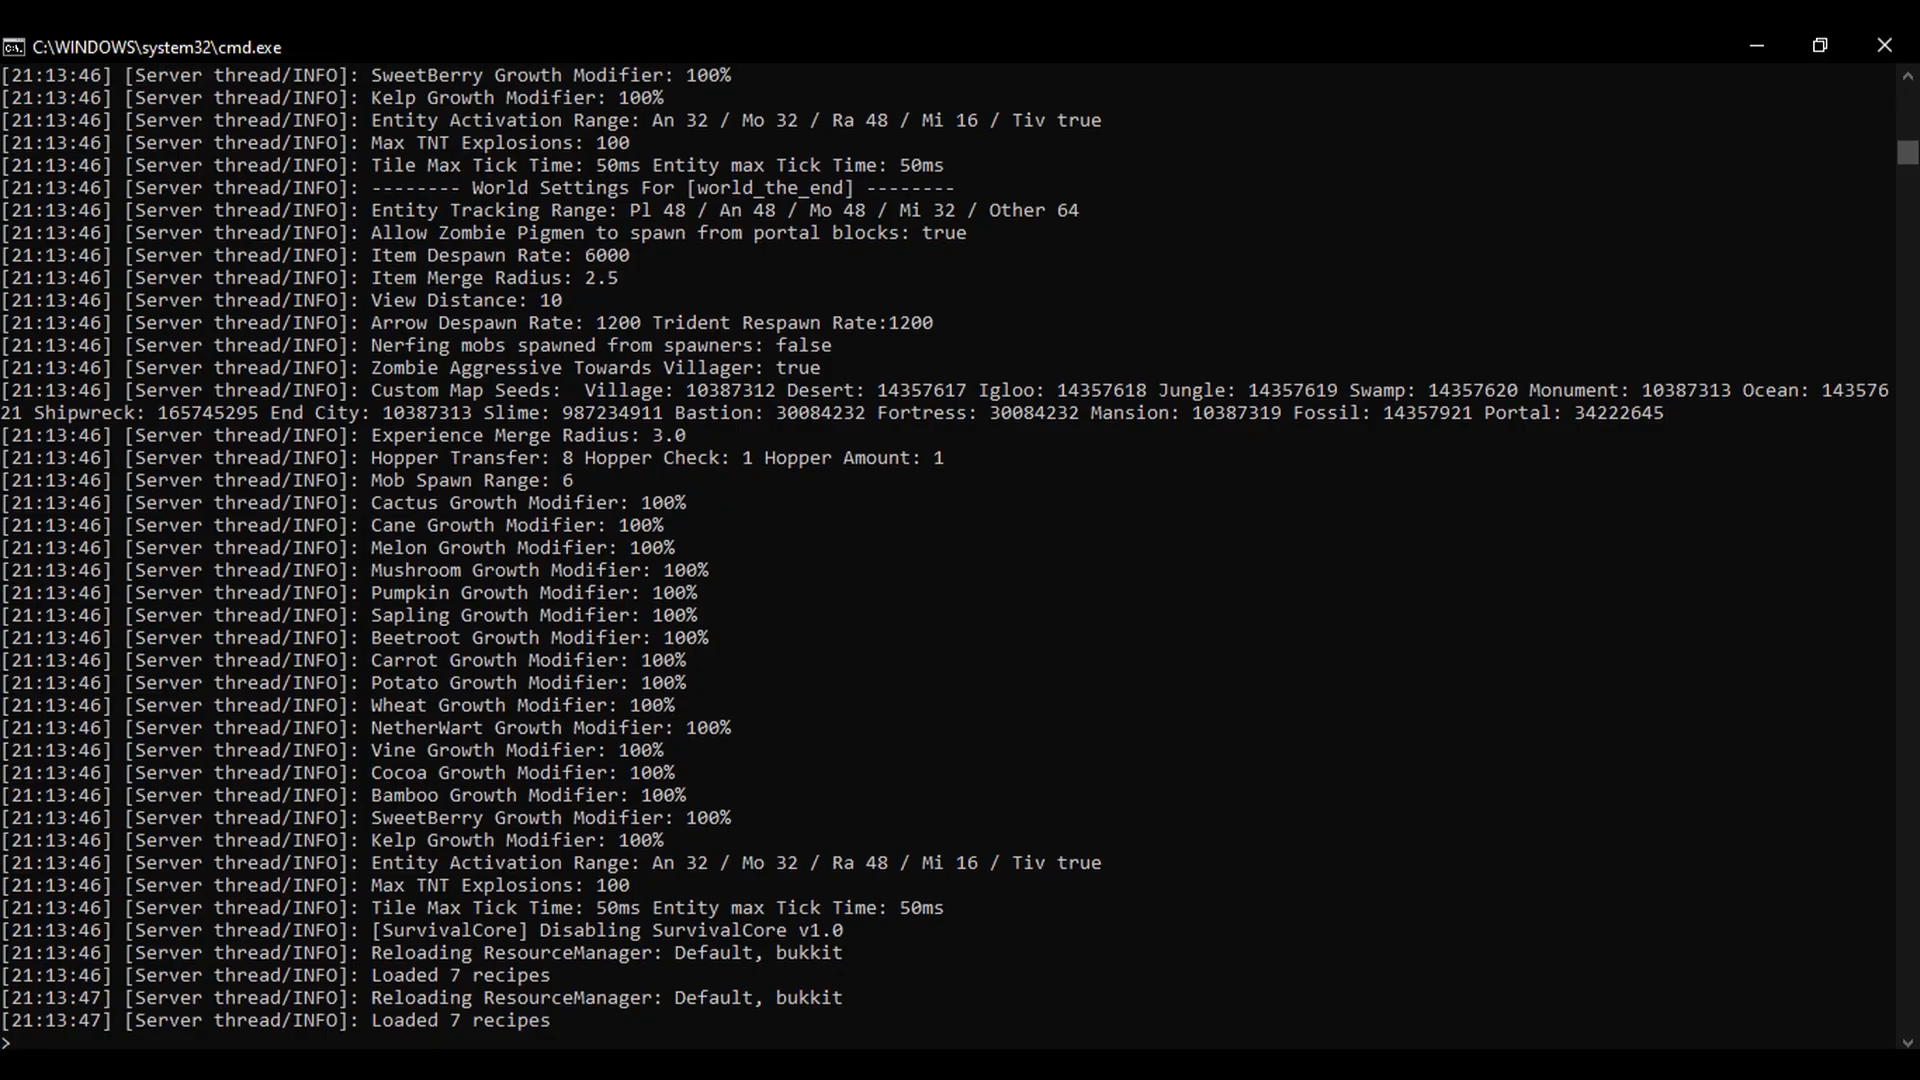 C:\WINDOWS\system32\cmd.exe
[21:13:46] [Server thread/INFO]: SweetBerry Growth Modifier: 100%
[21:13:46] [Server thread/INFO]: Kelp Growth Modifier: 100%
[21:13:46] [Server thread/INFO]: Entity Activation Range: An 32 / Mo 32 / Ra 48 / Mi 16 / Tiv true
[21:13:46] [Server thread/INFO]: Max TNT Explosions: 100
[21:13:46] [Server thread/INFO]: Tile Max Tick Time: 50ms Entity max Tick Time: 50ms
[21:13:46] [Server thread/INFO]: -------- World Settings For [world_the_end] --------
[21:13:46] [Server thread/INFO]: Entity Tracking Range: Pl 48 / An 48 / Mo 48 / Mi 32 / Other 64
[21:13:46] [Server thread/INFO]: Allow Zombie Pigmen to spawn from portal blocks: true
[21:13:46] [Server thread/INFO]: Item Despawn Rate: 6000
[21:13:46] [Server thread/INFO]: Item Merge Radius: 2.5
[21:13:46] [Server thread/INFO]: View Distance: 10
[21:13:46] [Server thread/INFO]: Arrow Despawn Rate: 1200 Trident Respawn Rate:1200
[21:13:46] [Server thread/INFO]: Nerfing mobs spawned from spawners: false
[21:13:46] [Server thread/INFO]: Zombie Aggressive Towards Villager: true
[21:13:46] [Server thread/INFO]: Custom Map Seeds:  Village: 10387312 Desert: 14357617 Igloo: 14357618 Jungle: 14357619 Swamp: 14357620 Monument: 10387313 Ocean: 143576
21 Shipwreck: 165745295 End City: 10387313 Slime: 987234911 Bastion: 30084232 Fortress: 30084232 Mansion: 10387319 Fossil: 14357921 Portal: 34222645
[21:13:46] [Server thread/INFO]: Experience Merge Radius: 3.0
[21:13:46] [Server thread/INFO]: Hopper Transfer: 8 Hopper Check: 1 Hopper Amount: 1
[21:13:46] [Server thread/INFO]: Mob Spawn Range: 6
[21:13:46] [Server thread/INFO]: Cactus Growth Modifier: 100%
[21:13:46] [Server thread/INFO]: Cane Growth Modifier: 100%
[21:13:46] [Server thread/INFO]: Melon Growth Modifier: 100%
[21:13:46] [Server thread/INFO]: Mushroom Growth Modifier: 100%
[21:13:46] [Server thread/INFO]: Pumpkin Growth Modifier: 100%
[21:13:46] [Server thread/INFO]: Sapling Growth Modifier: 100%
[21:13:46] [Server thread/INFO]: Beetroot Growth Modifier: 100%
[21:13:46] [Server thread/INFO]: Carrot Growth Modifier: 100%
[21:13:46] [Server thread/INFO]: Potato Growth Modifier: 100%
[21:13:46] [Server thread/INFO]: Wheat Growth Modifier: 100%
[21:13:46] [Server thread/INFO]: NetherWart Growth Modifier: 100%
[21:13:46] [Server thread/INFO]: Vine Growth Modifier: 100%
[21:13:46] [Server thread/INFO]: Cocoa Growth Modifier: 100%
[21:13:46] [Server thread/INFO]: Bamboo Growth Modifier: 100%
[21:13:46] [Server thread/INFO]: SweetBerry Growth Modifier: 100%
[21:13:46] [Server thread/INFO]: Kelp Growth Modifier: 100%
[21:13:46] [Server thread/INFO]: Entity Activation Range: An 32 / Mo 32 / Ra 48 / Mi 16 / Tiv true
[21:13:46] [Server thread/INFO]: Max TNT Explosions: 100
[21:13:46] [Server thread/INFO]: Tile Max Tick Time: 50ms Entity max Tick Time: 50ms
[21:13:46] [Server thread/INFO]: [SurvivalCore] Disabling SurvivalCore v1.0
[21:13:46] [Server thread/INFO]: Reloading ResourceManager: Default, bukkit
[21:13:46] [Server thread/INFO]: Loaded 7 recipes
[21:13:47] [Server thread/INFO]: Reloading ResourceManager: Default, bukkit
[21:13:47] [Server thread/INFO]: Loaded 7 recipes
>